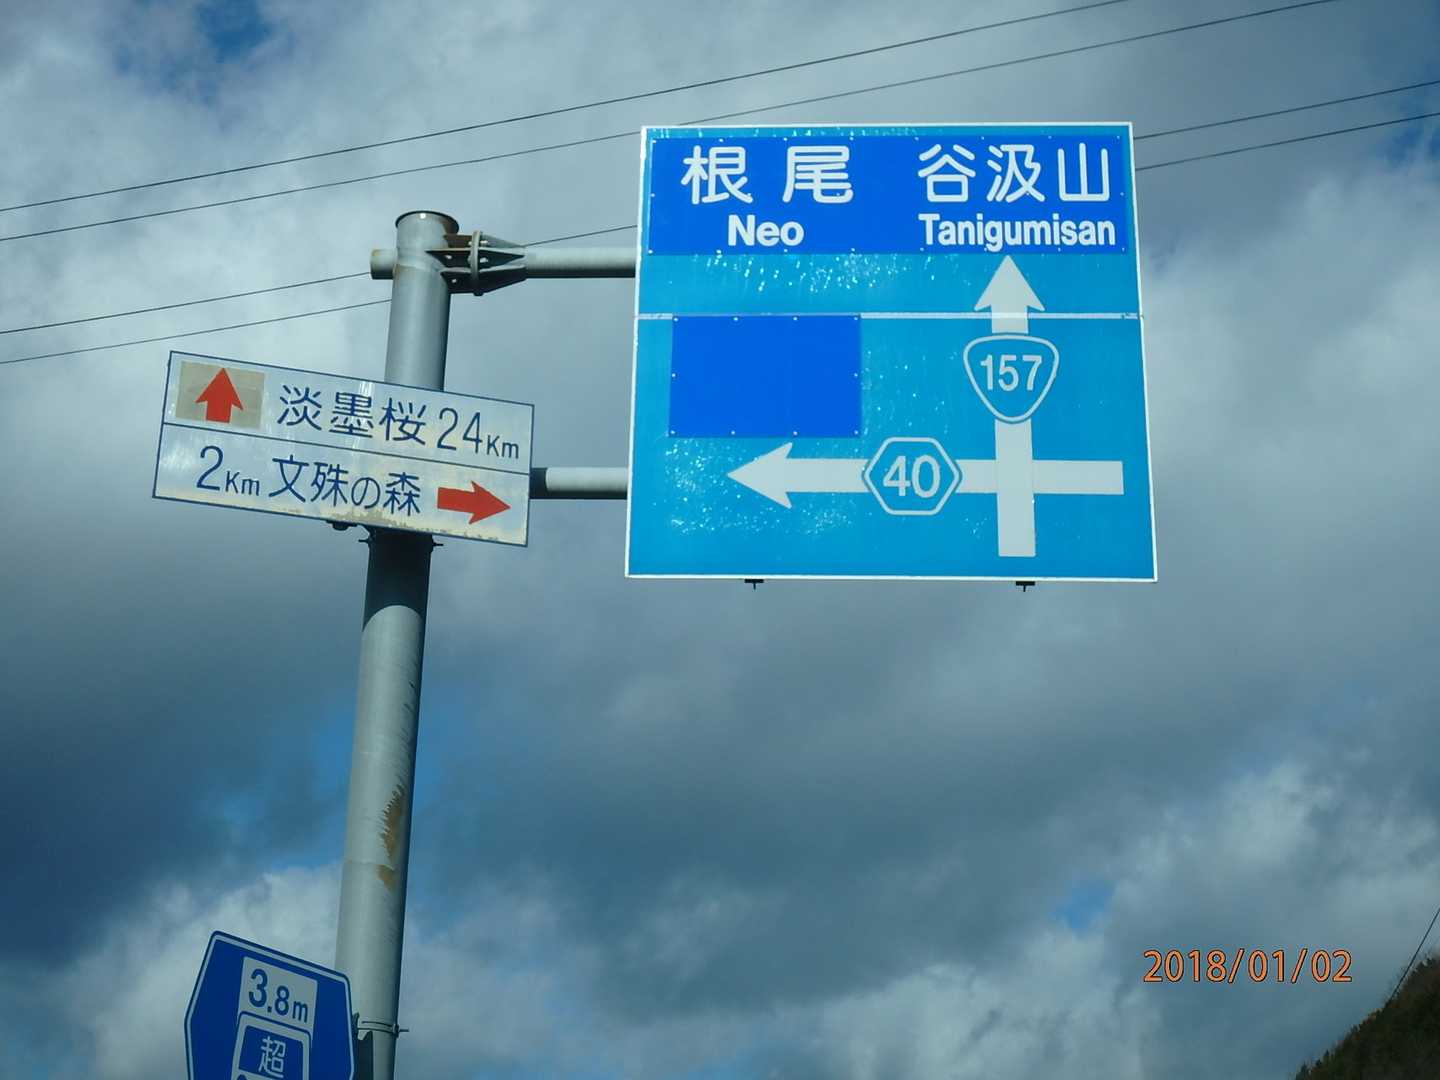 根尾 谷汲山
Neo Tanigumisan
157
40
淡墨桜 24Km
2Km 文殊の森
3.8m
超
2018/01/02